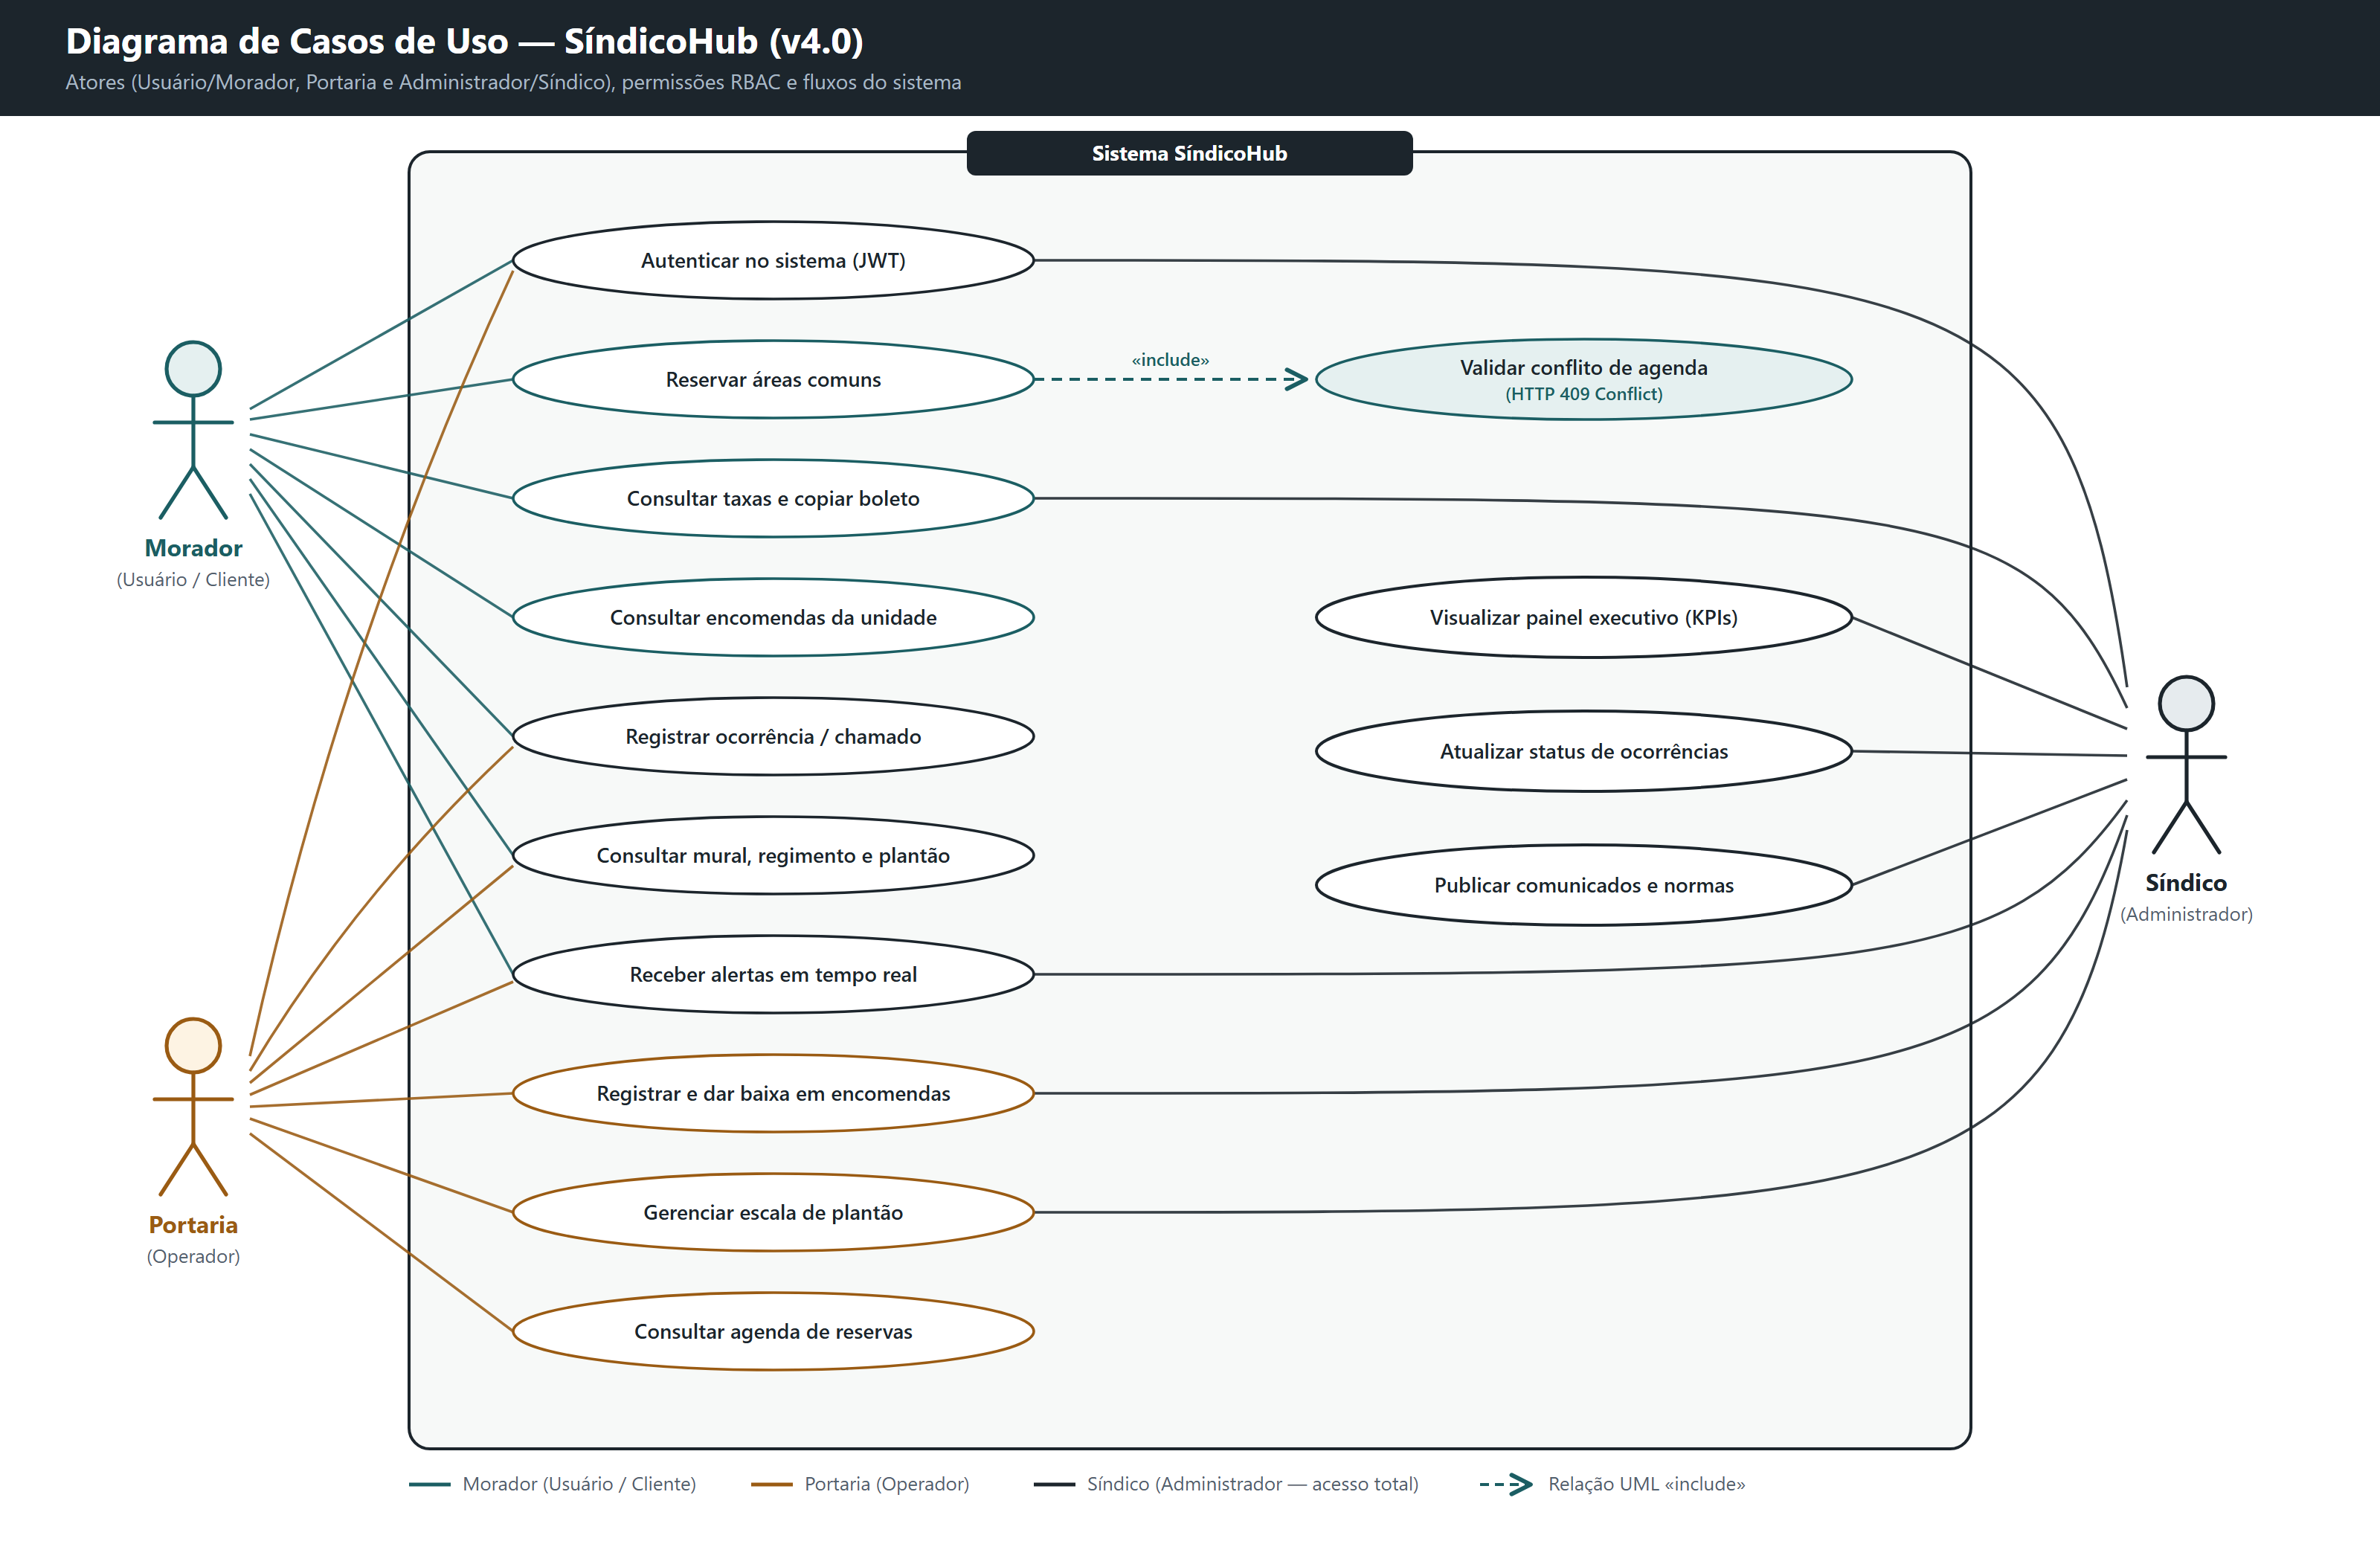 Diagrama de Casos de Uso — SíndicoHub (v4.0)
Atores (Usuário/Morador, Portaria e Administrador/Síndico), permissões RBAC e fluxos do sistema
Sistema SíndicoHub
Autenticar no sistema (JWT)
Reservar áreas comuns
«include»
Validar conflito de agenda
(HTTP 409 Conflict)
Consultar taxas e copiar boleto
Morador
(Usuário / Cliente)
Consultar encomendas da unidade
Visualizar painel executivo (KPIs)
Registrar ocorrência / chamado
Atualizar status de ocorrências
Consultar mural, regimento e plantão
Publicar comunicados e normas
Síndico
(Administrador)
Receber alertas em tempo real
Registrar e dar baixa em encomendas
Gerenciar escala de plantão
Portaria
(Operador)
Consultar agenda de reservas
Morador (Usuário / Cliente)
Portaria (Operador)
Síndico (Administrador — acesso total)
Relação UML «include»